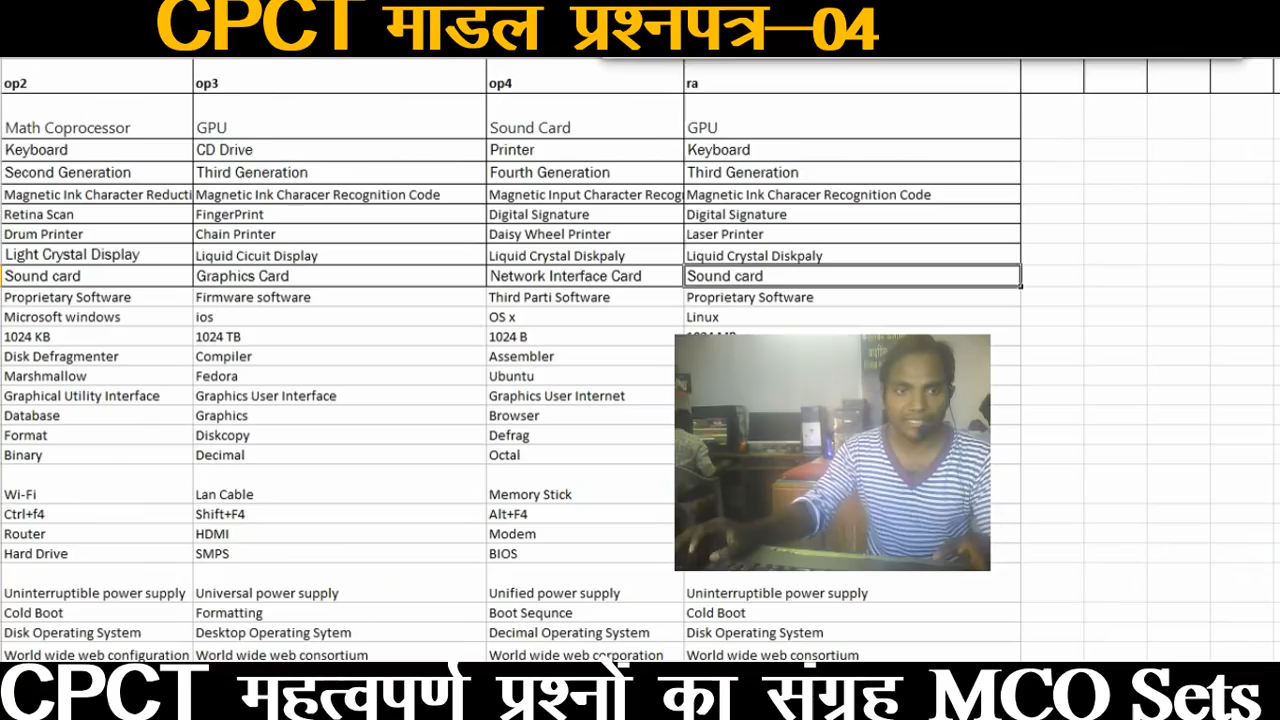 CPCT माडल प्रश्नपत्र—04
op2 op3 op4 ra
Math Coprocessor GPU Sound Card GPU
Keyboard CD Drive Printer Keyboard
Second Generation Third Generation Fourth Generation Third Generation
Magnetic Ink Character Reducti Magnetic Ink Characer Recognition Code Magnetic Input Character Recog Magnetic Ink Characer Recognition Code
Retina Scan FingerPrint Digital Signature Digital Signature
Drum Printer Chain Printer Daisy Wheel Printer Laser Printer
Light Crystal Display Liquid Cicuit Display Liquid Crystal Diskpaly Liquid Crystal Diskpaly
Sound card Graphics Card Network Interface Card Sound card
Proprietary Software Firmware software Third Parti Software Proprietary Software
Microsoft windows ios OS x Linux
1024 KB 1024 TB 1024 B
Disk Defragmenter Compiler Assembler
Marshmallow Fedora Ubuntu
Graphical Utility Interface Graphics User Interface Graphics User Internet
Database Graphics Browser
Format Diskcopy Defrag
Binary Decimal Octal
Wi-Fi Lan Cable Memory Stick
Ctrl+f4 Shift+F4 Alt+F4
Router HDMI Modem
Hard Drive SMPS BIOS
Uninterruptible power supply Universal power supply Unified power supply Uninterruptible power supply
Cold Boot Formatting Boot Sequnce Cold Boot
Disk Operating System Desktop Operating Sytem Decimal Operating System Disk Operating System
World wide web configuration World wide web consortium World wide web corporation World wide web consortium
CPCT महत्वपर्ण प्रश्नों का संग्रह MCQ Sets